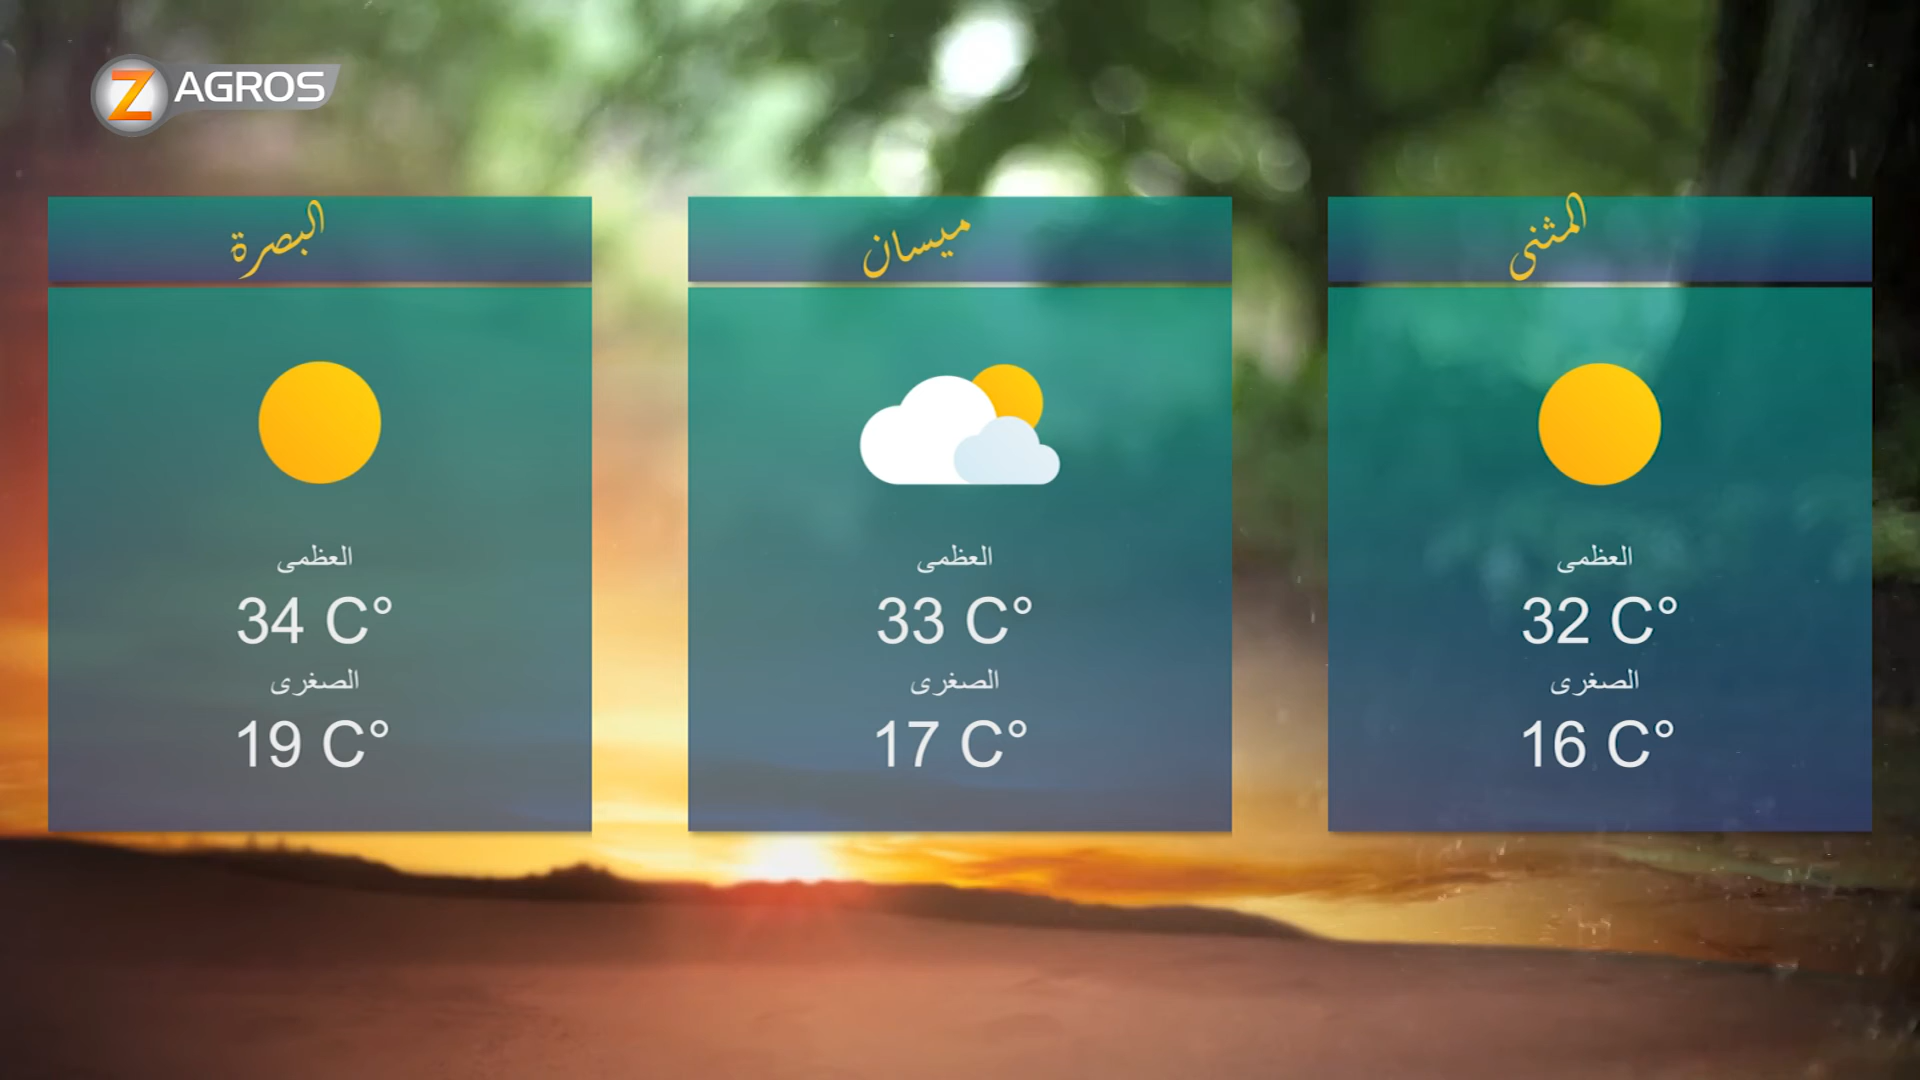 Z AGROS
المثنى
العظمى
32 C°
الصغرى
16 C°
ميسان
العظمى
33 C°
الصغرى
17 C°
البصرة
العظمى
34 C°
الصغرى
19 C°